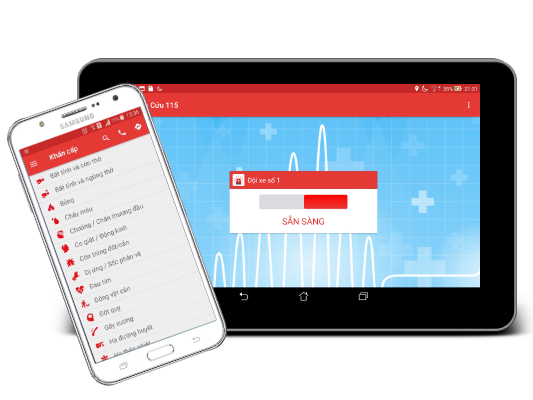 SAMSUNG
13:36
Khẩn cấp
Bất tỉnh và còn thở
Bất tỉnh và ngừng thở
Bỏng
Chảy máu
Choáng / Chấn thương đầu
Co giật / Động kinh
Côn trùng đốt/cắn
Dị ứng / Sốc phản vệ
Đau tim
Động vật cắn
Đột quỵ
Gãy xương
Hạ đường huyết
35% 21:31
Cứu 115
Đội xe số 1
SẴN SÀNG